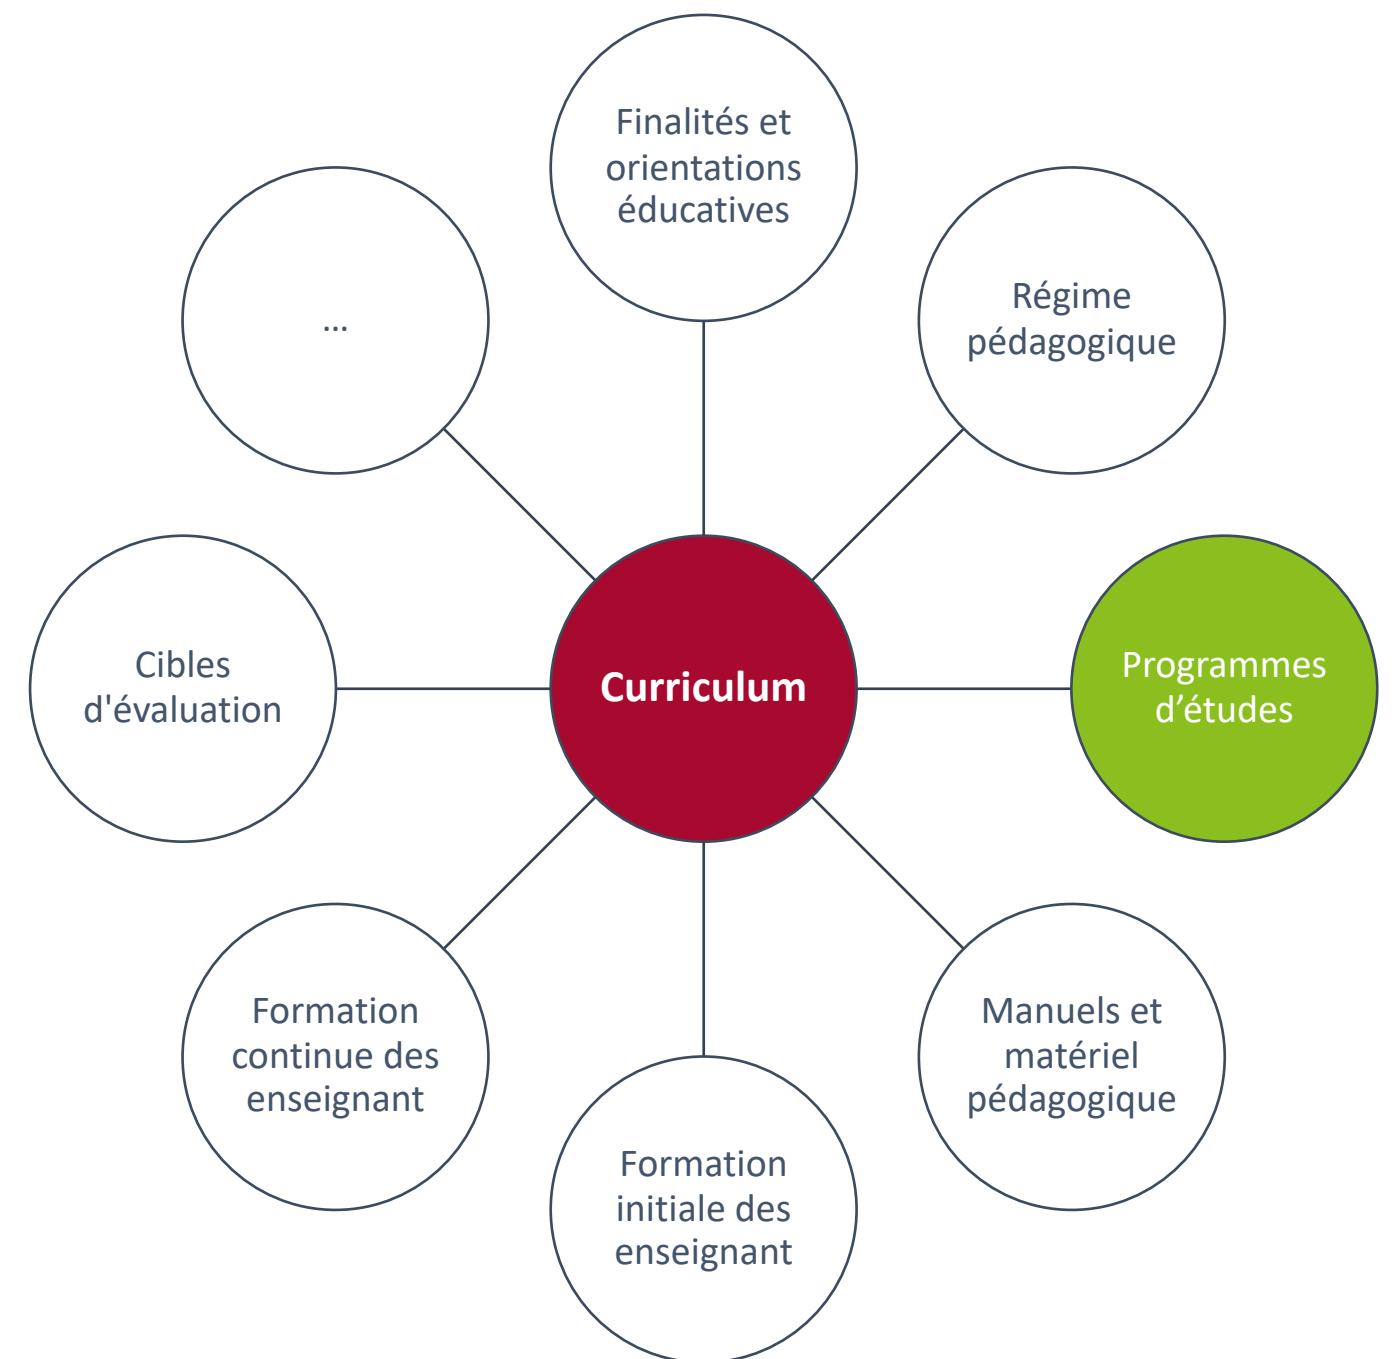 Finalités et
orientations
éducatives
Régime
pédagogique
...
Programmes
d’études
Curriculum
Cibles
d'évaluation
Manuels et
matériel
pédagogique
Formation
continue des
enseignant
Formation
initiale des
enseignant